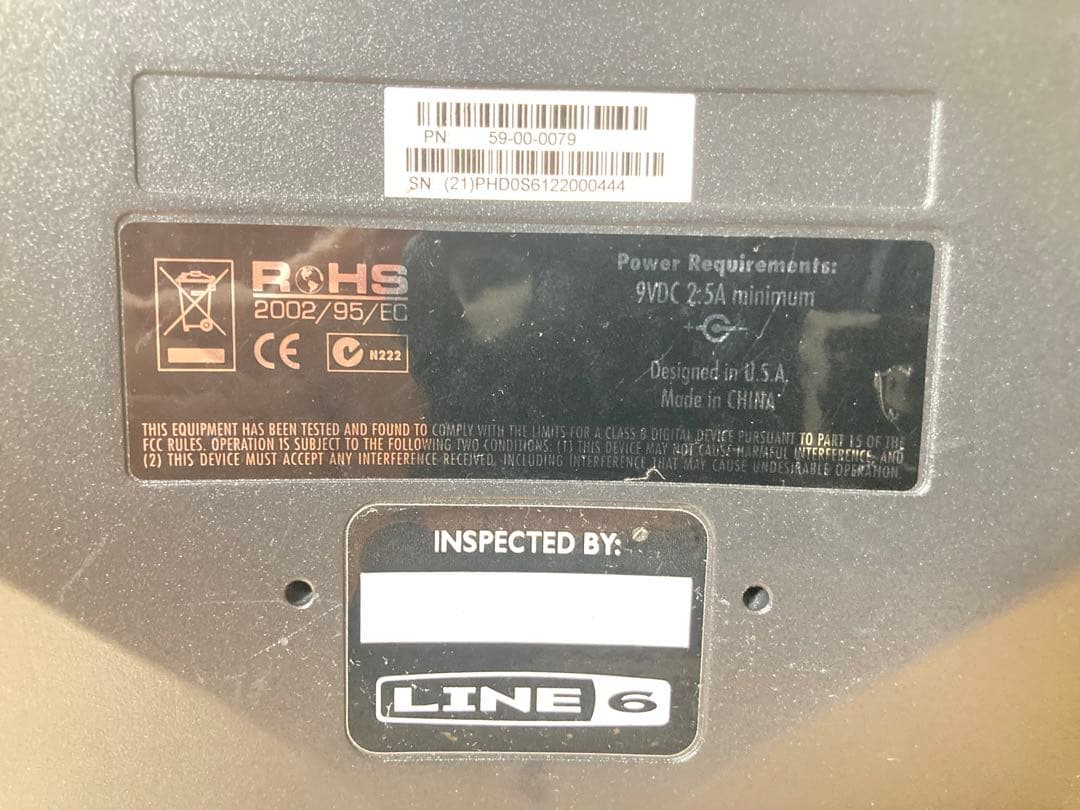 PN: 59-00-0079
SN (21)PHD0S6122000444
RoHS
2002/95/EC
CE
N222
Power Requirements:
9VDC 2.5A minimum
Designed in U.S.A.
Made in CHINA
THIS EQUIPMENT HAS BEEN TESTED AND FOUND TO COMPLY WITH THE LIMITS FOR A CLASS B DIGITAL DEVICE PURSUANT TO PART 15 OF THE
FCC RULES. OPERATION IS SUBJECT TO THE FOLLOWING TWO CONDITIONS. (1) THIS DEVICE MAY NOT CAUSE HARMFUL INTERFERENCE, AND
(2) THIS DEVICE MUST ACCEPT ANY INTERFERENCE RECEIVED, INCLUDING INTERFERENCE THAT MAY CAUSE UNDESIRABLE OPERATION
INSPECTED BY:
LINE 6